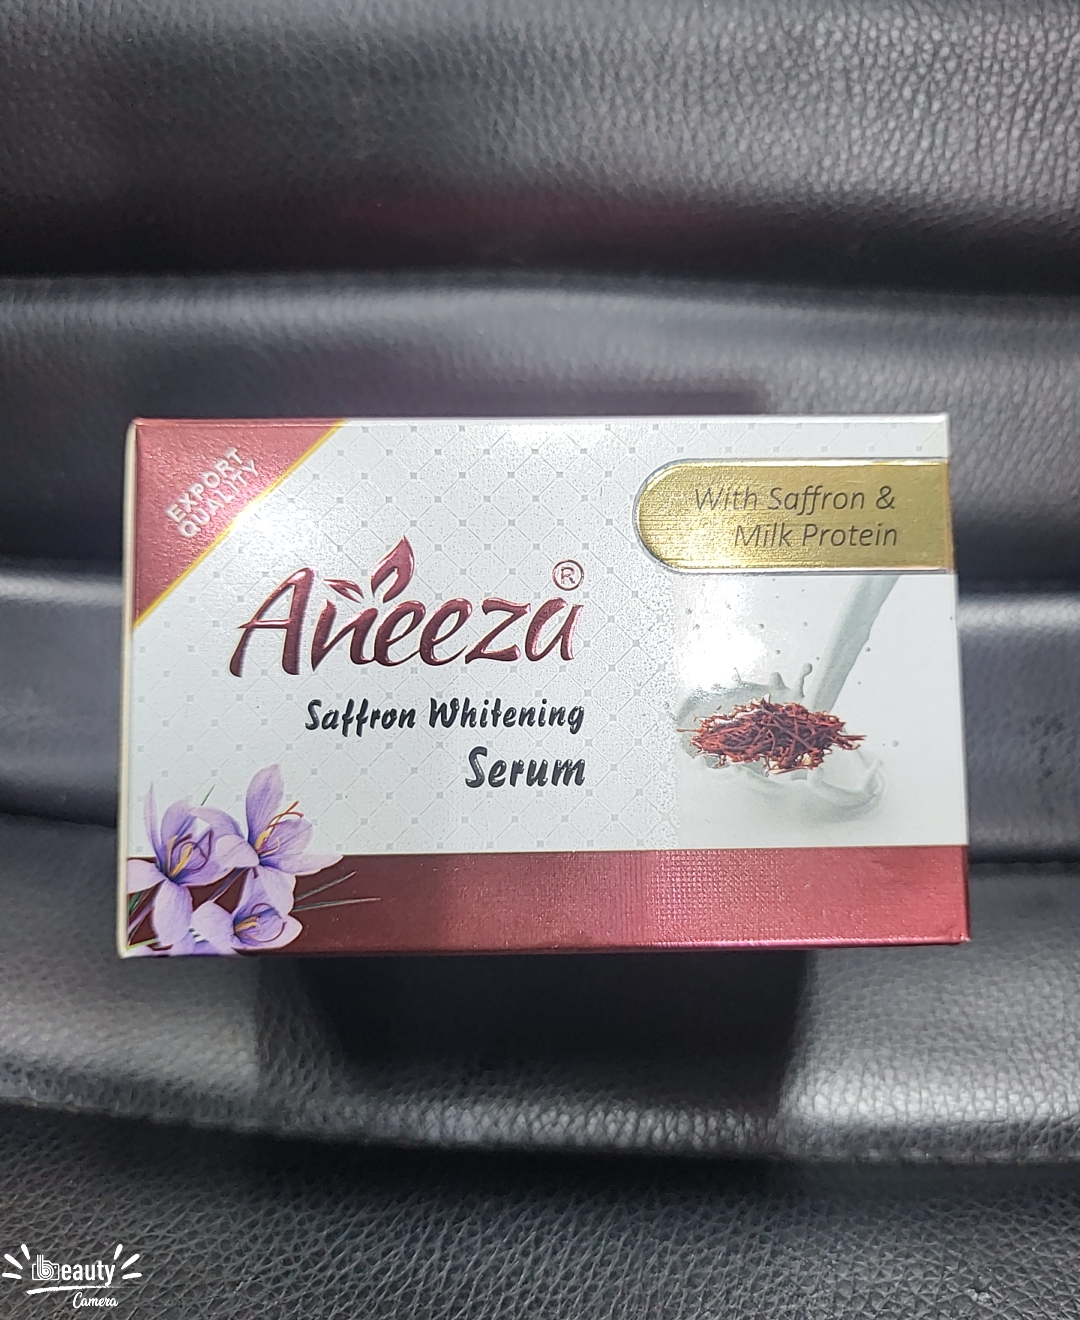 EXPORT
QUALITY
With Saffron &
Milk Protein
Aneeza®
Saffron Whitening
Serum
beauty
Camera